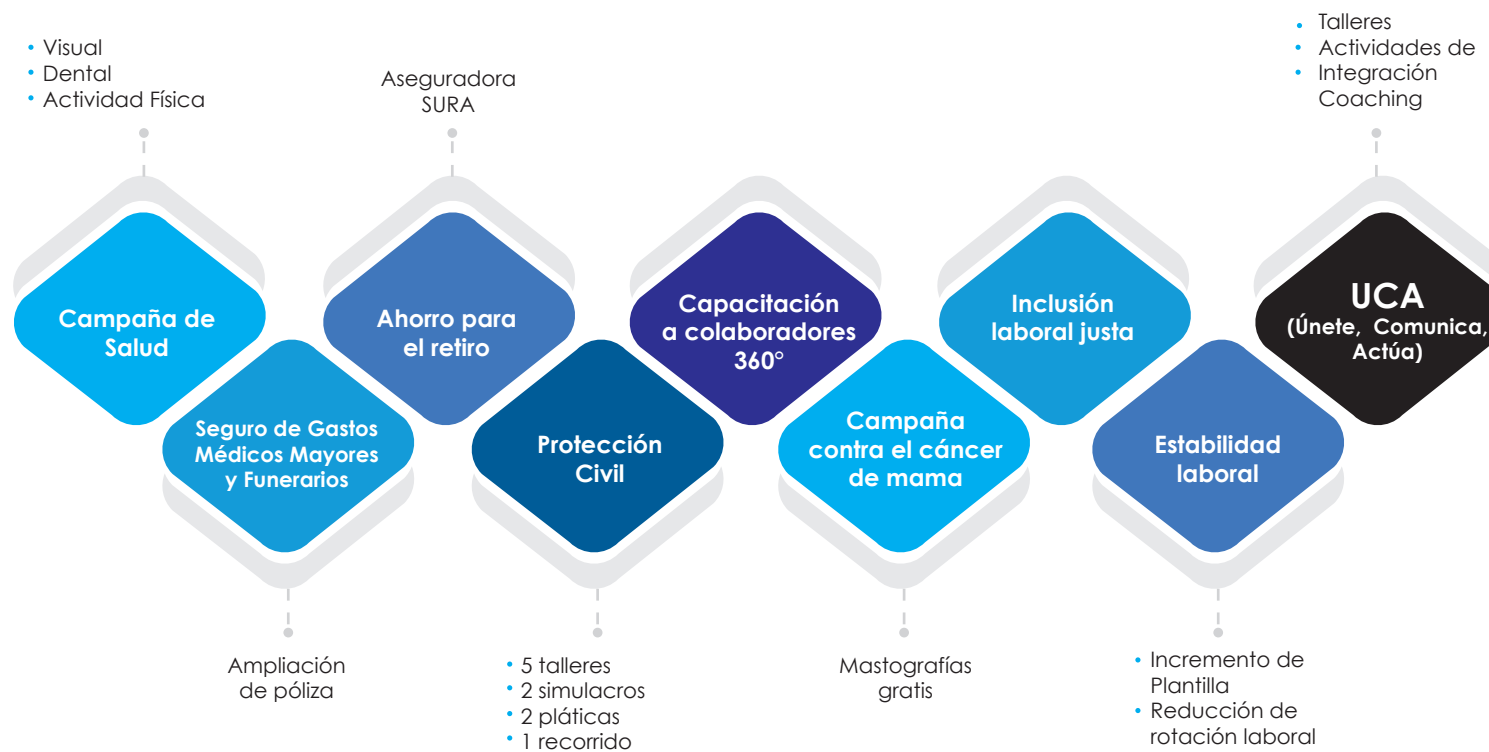 • Visual
• Dental
• Actividad Física
Aseguradora
SURA
• Talleres
• Actividades de
• Integración
Coaching
Campaña de
Salud
Ahorro para
el retiro
Capacitación
a colaboradores
360°
Inclusión
laboral justa
UCA
(Únete, Comunica,
Actúa)
Seguro de Gastos
Médicos Mayores
y Funerarios
Protección
Civil
Campaña
contra el cáncer
de mama
Estabilidad
laboral
Ampliación
de póliza
• 5 talleres
• 2 simulacros
• 2 pláticas
• 1 recorrido
Mastografías
gratis
• Incremento de
Plantilla
• Reducción de
rotación laboral